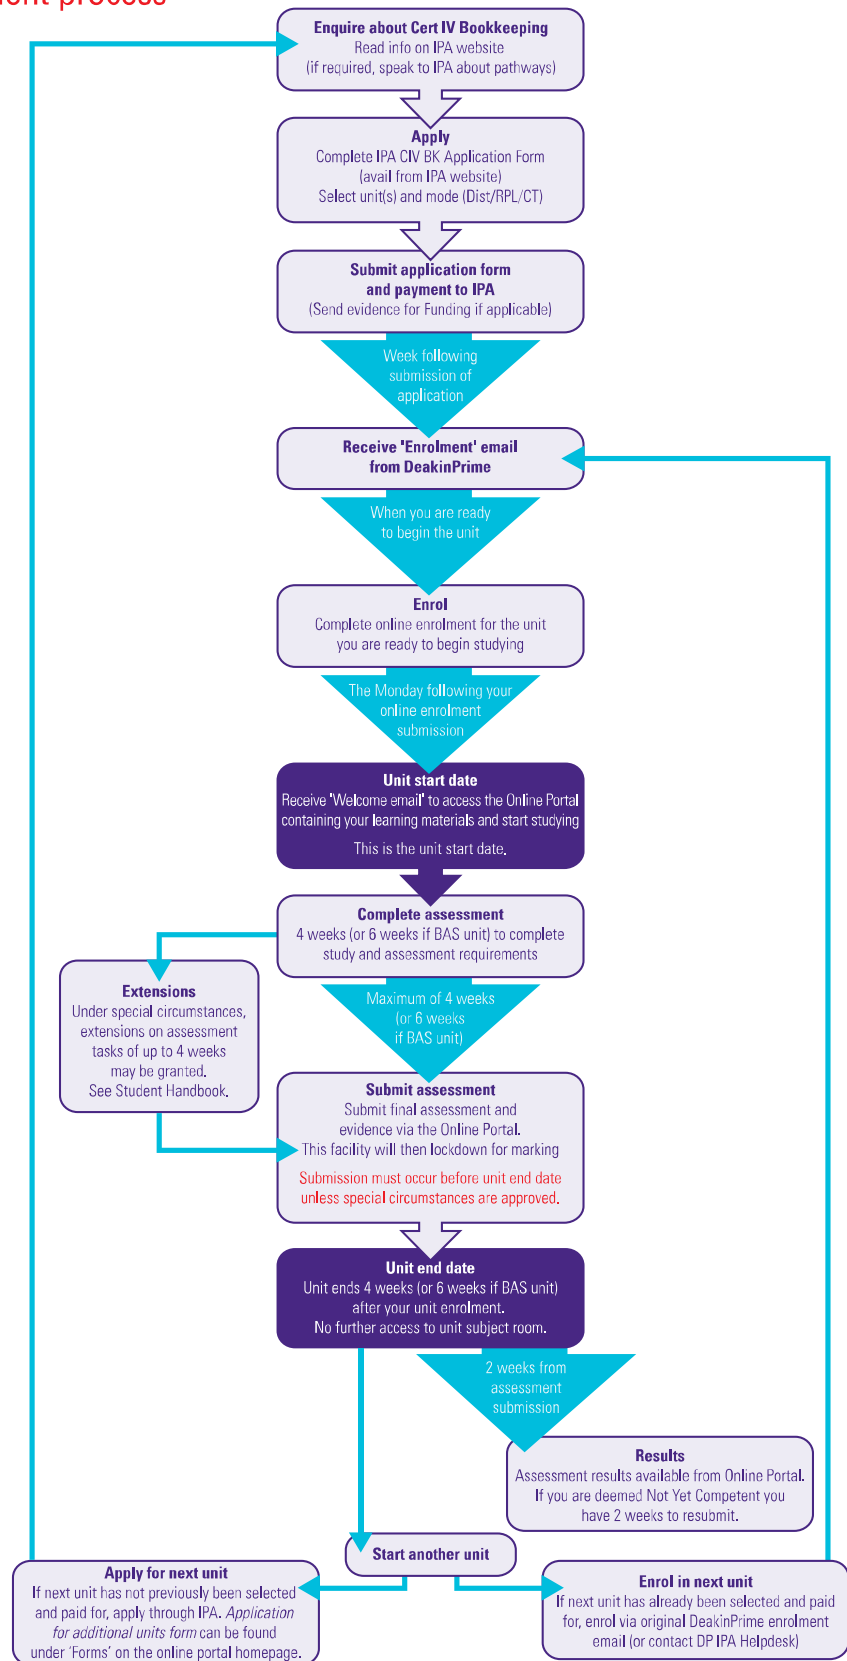 process
Enquire about Cert IV Bookkeeping
Read info on IPA website
(if required, speak to IPA about pathways)
Apply
Complete IPA CIV BK Application Form
(avail from IPA website)
Select unit(s) and mode (Dist/RPL/CT)
Submit application form
and payment to IPA
(Send evidence for Funding if applicable)
Week following
submission of
application
Receive 'Enrolment' email
from DeakinPrime
When you are ready
to begin the unit
Enrol
Complete online enrolment for the unit
you are ready to begin studying
The Monday following your
online enrolment
submission
Unit start date
Receive 'Welcome email' to access the Online Portal
containing your learning materials and start studying
This is the unit start date.
Complete assessment
4 weeks (or 6 weeks if BAS unit) to complete
study and assessment requirements
Extensions
Under special circumstances,
extensions on assessment
tasks of up to 4 weeks
may be granted.
See Student Handbook.
Maximum of 4 weeks
(or 6 weeks
if BAS unit)
Submit assessment
Submit final assessment and
evidence via the Online Portal.
This facility will then lockdown for marking
Submission must occur before unit end date
unless special circumstances are approved.
Unit end date
Unit ends 4 weeks (or 6 weeks if BAS unit)
after your unit enrolment.
No further access to unit subject room.
2 weeks from
assessment
submission
Results
Assessment results available from Online Portal.
If you are deemed Not Yet Competent you
have 2 weeks to resubmit.
Start another unit
Apply for next unit
If next unit has not previously been selected
and paid for, apply through IPA. Application
for additional units form can be found
under 'Forms' on the online portal homepage.
Enrol in next unit
If next unit has already been selected and paid
for, enrol via original DeakinPrime enrolment
email (or contact DP IPA Helpdesk)